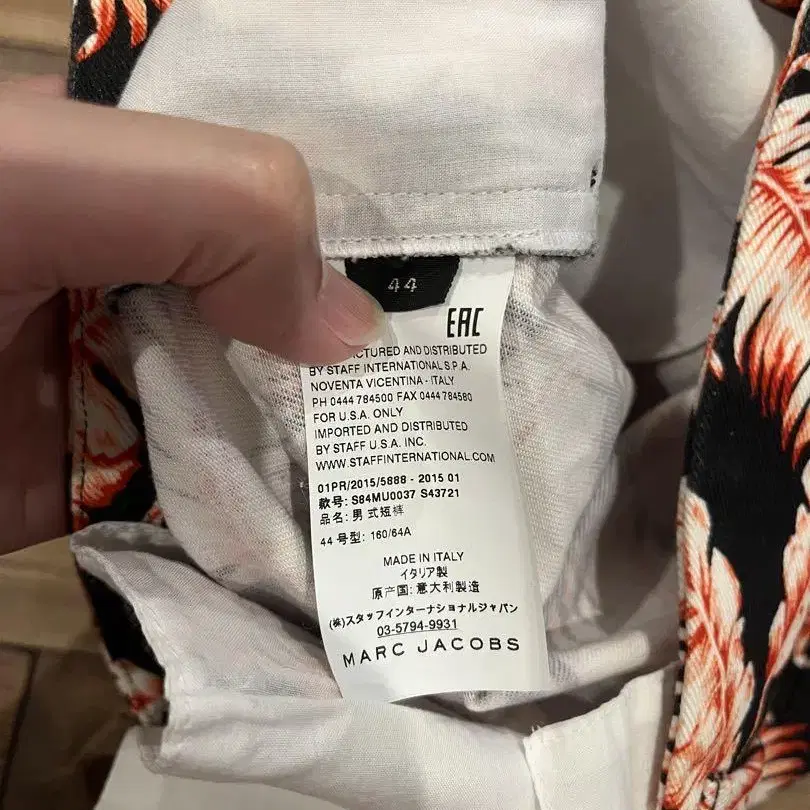 44
EAC
ACTURED AND DISTRIBUTED
BY STAFF INTERNATIONAL S.P.A.
NOVENTA VICENTINA - ITALY
PH 0444 784500 FAX 0444 784580
FOR U.S.A. ONLY
IMPORTED AND DISTRIBUTED
BY STAFF U.S.A. INC.
WWW.STAFFINTERNATIONAL.COM
01PR/2015/5888 - 2015 01
款号: S84MU0037 S43721
品名: 男式短裤
44 号型: 160/64A
MADE IN ITALY
イタリア製
原产国: 意大利製造
(株)スタッフインターナショナルジャパン
03-5794-9931
MARC JACOBS